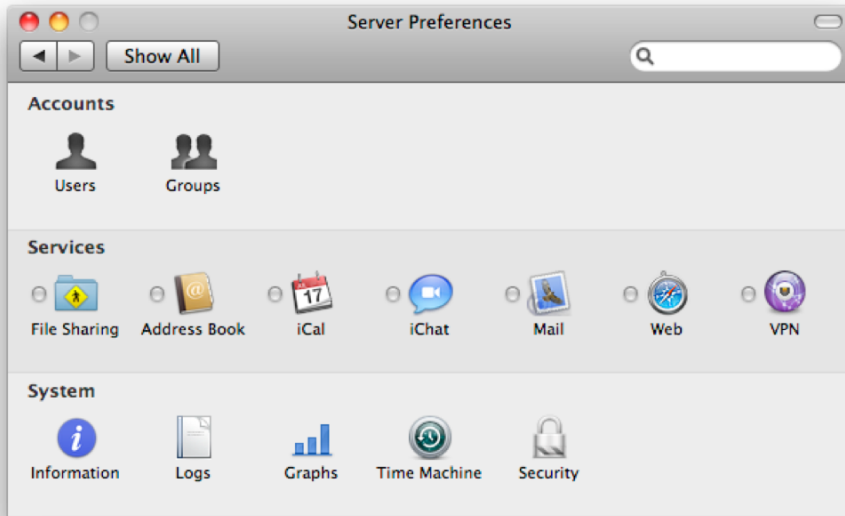 Server Preferences
Show All
Accounts
Users Groups
Services
17
File Sharing Address Book iCal iChat Mail Web VPN
System
Information Logs Graphs Time Machine Security